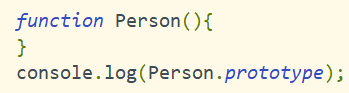 function Person(){
}
console.log(Person.prototype);